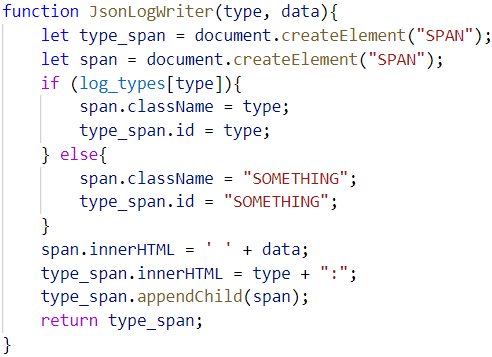 function JsonLogWriter(type, data){
    let type_span = document.createElement("SPAN");
    let span = document.createElement("SPAN");
    if (log_types[type]){
        span.className = type;
        type_span.id = type;
    } else{
        span.className = "SOMETHING";
        type_span.id = "SOMETHING";
    }
    span.innerHTML = ' ' + data;
    type_span.innerHTML = type + ":";
    type_span.appendChild(span);
    return type_span;
}